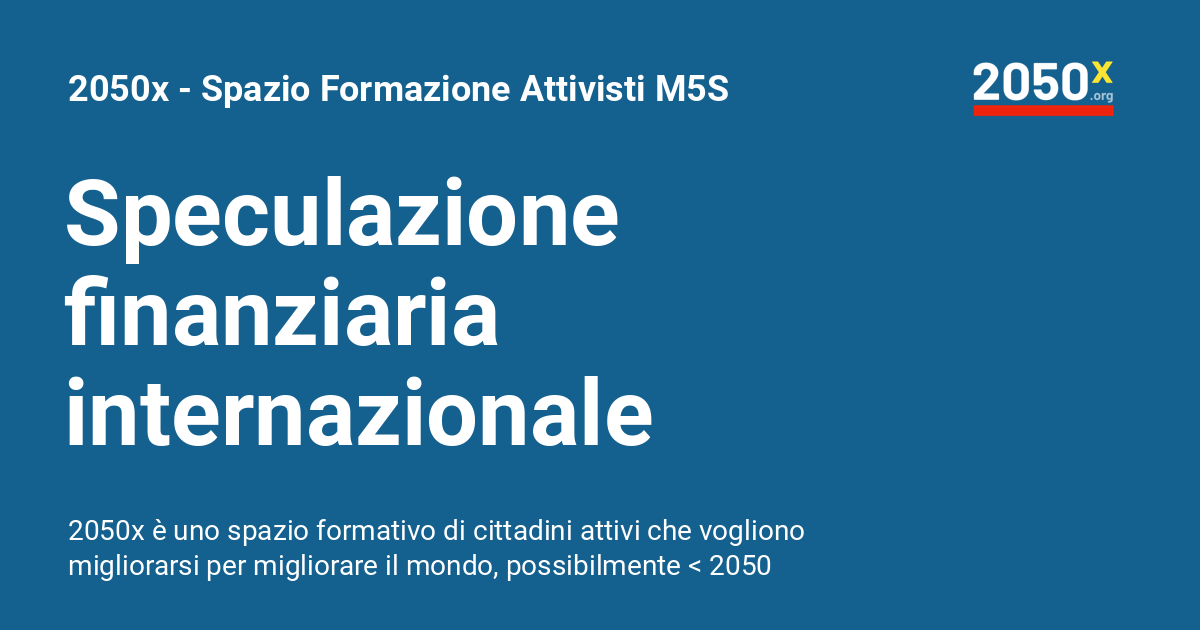 2050x - Spazio Formazione Attivisti M5S
2050x
.org
Speculazione
finanziaria
internazionale
2050x è uno spazio formativo di cittadini attivi che vogliono
migliorarsi per migliorare il mondo, possibilmente < 2050